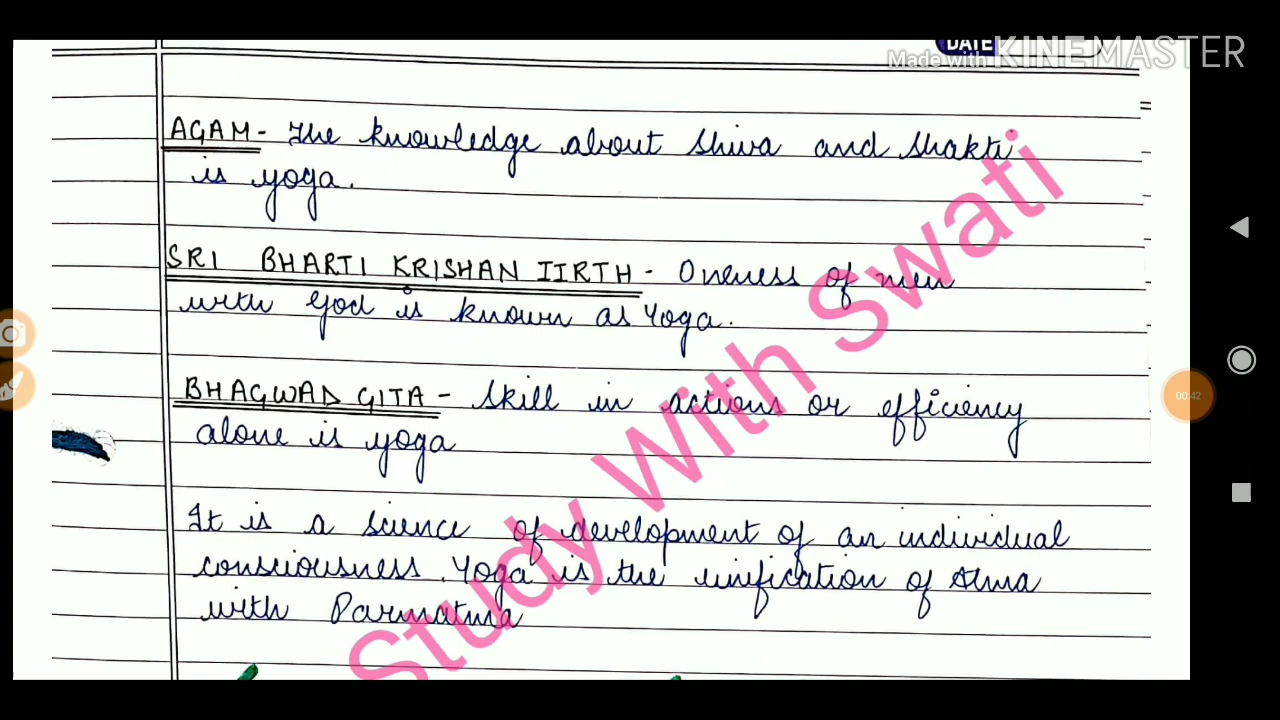 DATE
Made with KINEMASTER
AGAM - The knowledge about Shiva and Shakti
is yoga.
SRI BHARTI KRISHAN TIRTH - Oneness of men
with God is known as Yoga.
00:42
BHAGWAD GITA - Skill in actions or efficiency
alone is yoga
It is a science of development of an individual
consciousness. Yoga is the unification of Atma
with Parmatma
Study With Swati